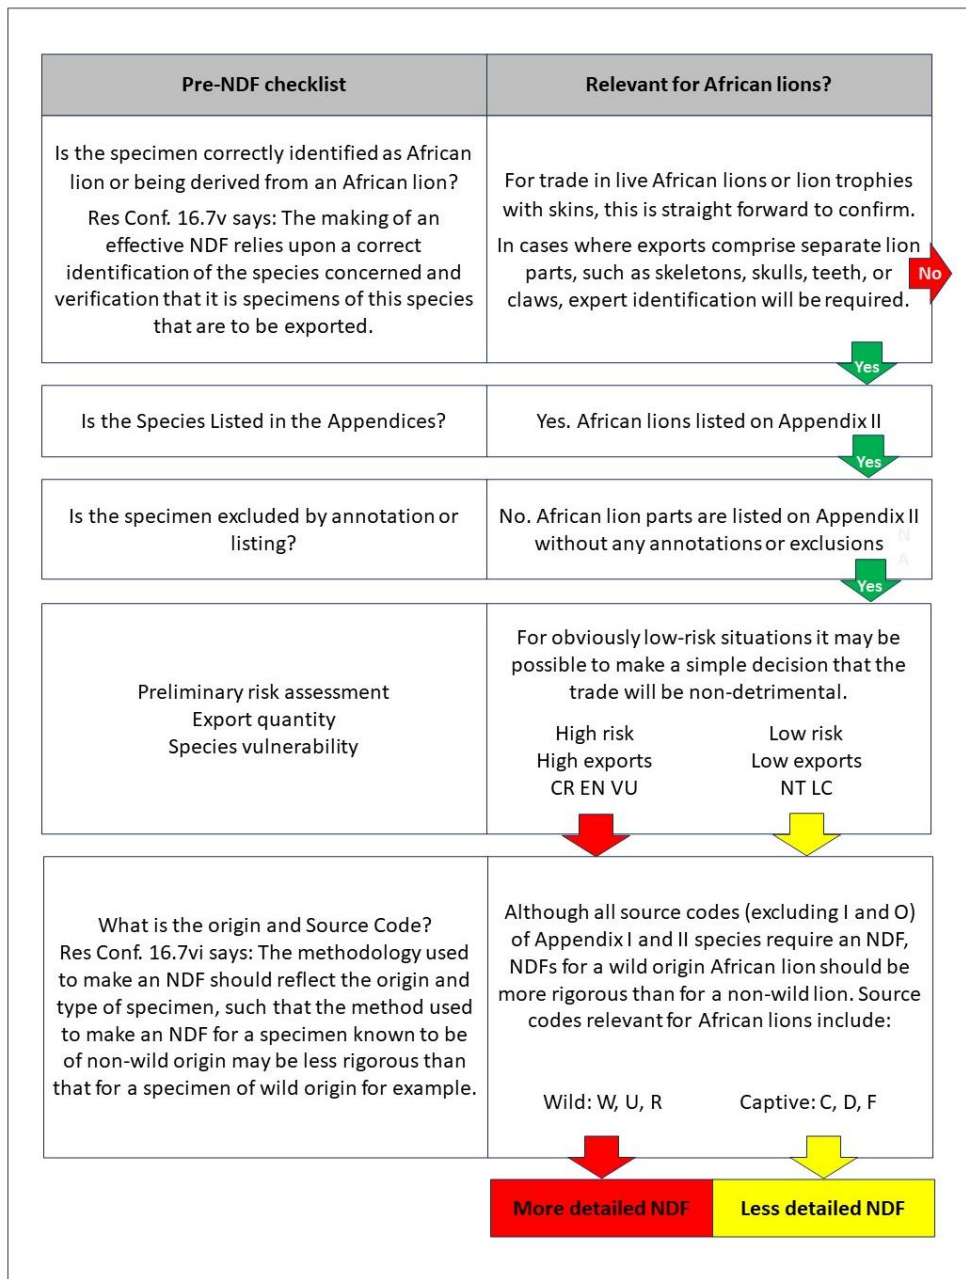 Pre-NDF checklist
Relevant for African lions?
Is the specimen correctly identified as African
lion or being derived from an African lion?
Res Conf. 16.7v says: The making of an
effective NDF relies upon a correct
identification of the species concerned and
verification that it is specimens of this species
that are to be exported.
For trade in live African lions or lion trophies
with skins, this is straight forward to confirm.
In cases where exports comprise separate lion
parts, such as skeletons, skulls, teeth, or
claws, expert identification will be required.
No
Yes
Is the Species Listed in the Appendices?
Yes. African lions listed on Appendix II
Yes
Is the specimen excluded by annotation or
listing?
No. African lion parts are listed on Appendix II
without any annotations or exclusions
N
A
Yes
Preliminary risk assessment
Export quantity
Species vulnerability
For obviously low-risk situations it may be
possible to make a simple decision that the
trade will be non-detrimental.
High risk
High exports
CR EN VU
Low risk
Low exports
NT LC
What is the origin and Source Code?
Res Conf. 16.7vi says: The methodology used
to make an NDF should reflect the origin and
type of specimen, such that the method used
to make an NDF for a specimen known to be
of non-wild origin may be less rigorous than
that for a specimen of wild origin for example.
Although all source codes (excluding I and O)
of Appendix I and II species require an NDF,
NDFs for a wild origin African lion should be
more rigorous than for a non-wild lion. Source
codes relevant for African lions include:
Wild: W, U, R
Captive: C, D, F
More detailed NDF
Less detailed NDF